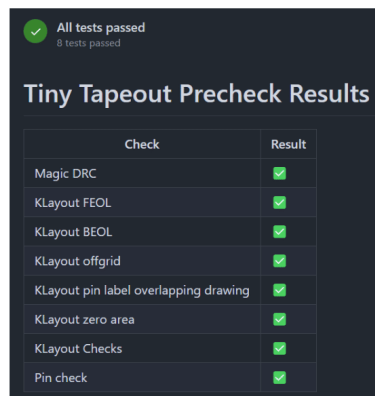 All tests passed
8 tests passed
Tiny Tapeout Precheck Results
Check Result
Magic DRC
KLayout FEOL
KLayout BEOL
KLayout offgrid
KLayout pin label overlapping drawing
KLayout zero area
KLayout Checks
Pin check